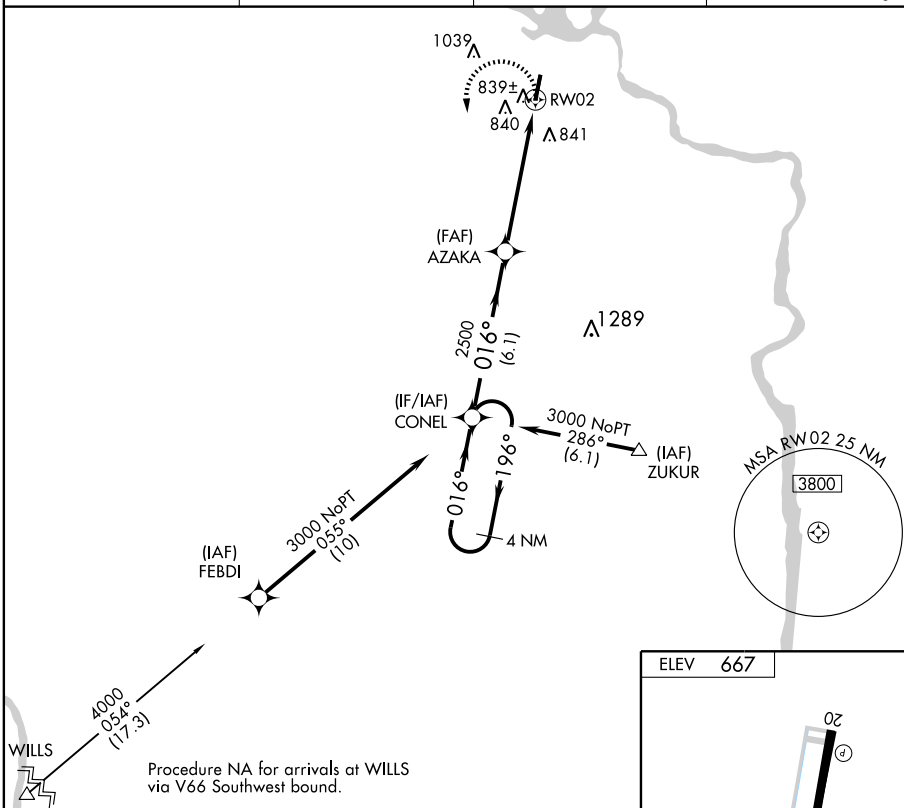 1039
839±
RW02
840
841
(FAF)
AZAKA
1289
2500
016°
(6.1)
(IF/IAF)
CONEL
3000 NoPT
286°
(6.1)
(IAF)
ZUKUR
MSA RW02 25 NM
3800
016°
196°
4 NM
3000 NoPT
055°
(10)
(IAF)
FEBDI
4000
054°
(17.3)
WILLS
Procedure NA for arrivals at WILLS
via V66 Southwest bound.
ELEV 667
20
P